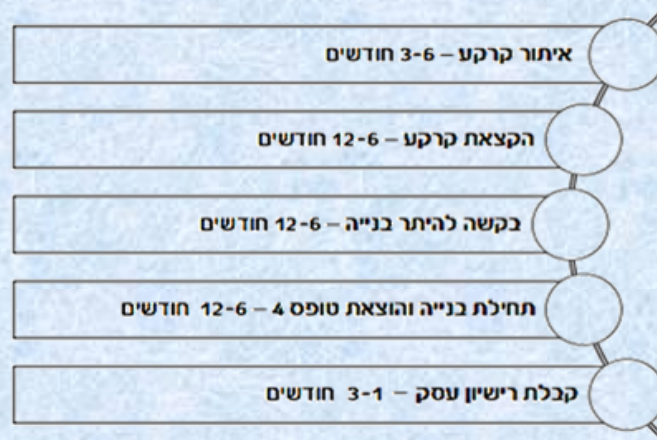 איתור קרקע – 3-6 חודשים
הקצאת קרקע – 12-6 חודשים
בקשה להיתר בנייה – 12-6 חודשים
תחילת בנייה והוצאת טופס 4 – 12-6 חודשים
קבלת רישיון עסק – 3-1 חודשים